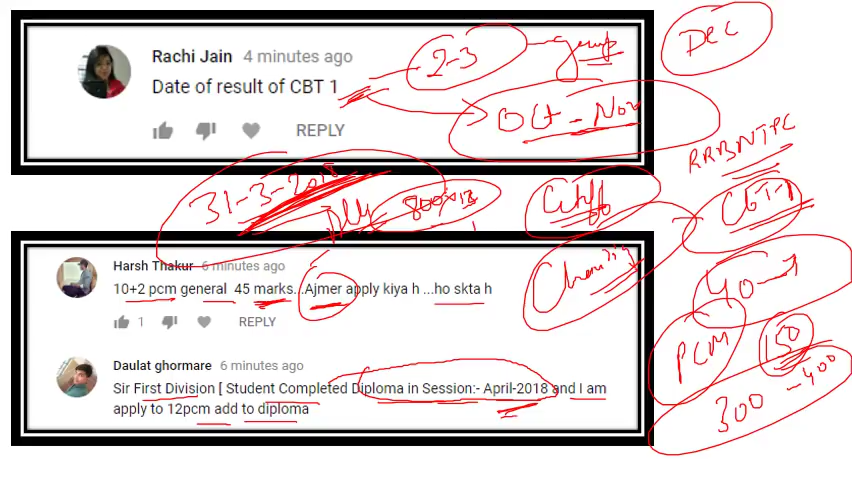 Rachi Jain 4 minutes ago
Date of result of CBT 1
REPLY
2-3
group
Dec
Oct - Nov
RRB NTPC
31-3-2018
800x12
Cutoff
CBT-1
Harsh Thakur 6 minutes ago
10+2 pcm general 45 marks...Ajmer apply kiya h ...ho skta h
1 REPLY
PCM
150
300 - 400
Daulat ghormare 6 minutes ago
Sir First Division [ Student Completed Diploma in Session:- April-2018 and I am
apply to 12pcm add to diploma